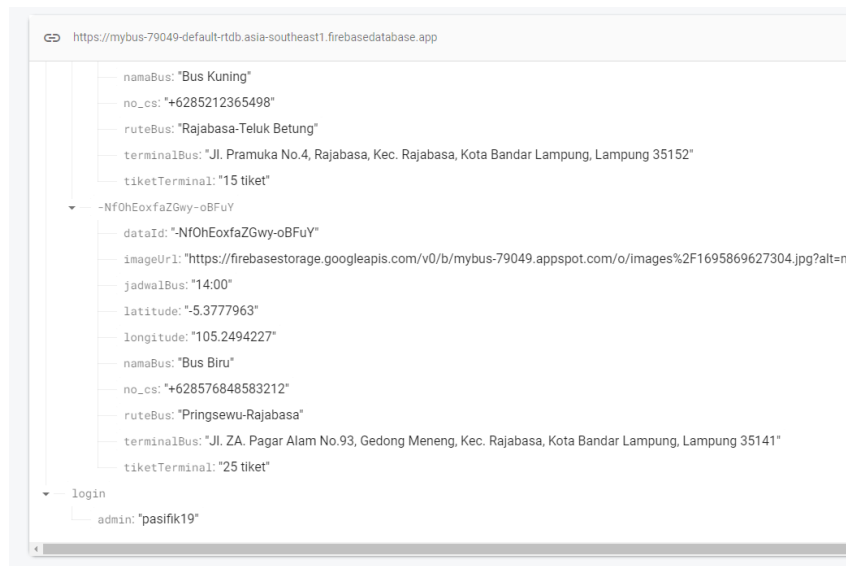 https://mybus-79049-default-rtdb.asia-southeast1.firebasedatabase.app
namaBus: "Bus Kuning"
no_cs: "+6285212365498"
ruteBus: "Rajabasa-Teluk Betung"
terminalBus: "Jl. Pramuka No.4, Rajabasa, Kec. Rajabasa, Kota Bandar Lampung, Lampung 35152"
tiketTerminal: "15 tiket"
-NfOhEoxfaZGwy-oBFuY
dataId: "-NfOhEoxfaZGwy-oBFuY"
imageUrl: "https://firebasestorage.googleapis.com/v0/b/mybus-79049.appspot.com/o/images%2F1695869627304.jpg?alt=m
jadwalBus: "14:00"
latitude: "-5.3777963"
longitude: "105.2494227"
namaBus: "Bus Biru"
no_cs: "+628576848583212"
ruteBus: "Pringsewu-Rajabasa"
terminalBus: "Jl. ZA. Pagar Alam No.93, Gedong Meneng, Kec. Rajabasa, Kota Bandar Lampung, Lampung 35141"
tiketTerminal: "25 tiket"
login
admin: "pasifik19"